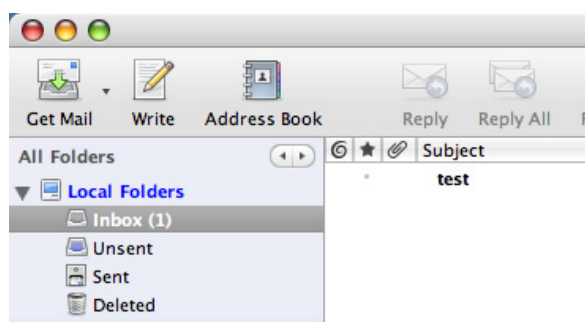 Get Mail Write Address Book Reply Reply All
All Folders Subject
Local Folders test
Inbox (1)
Unsent
Sent
Deleted